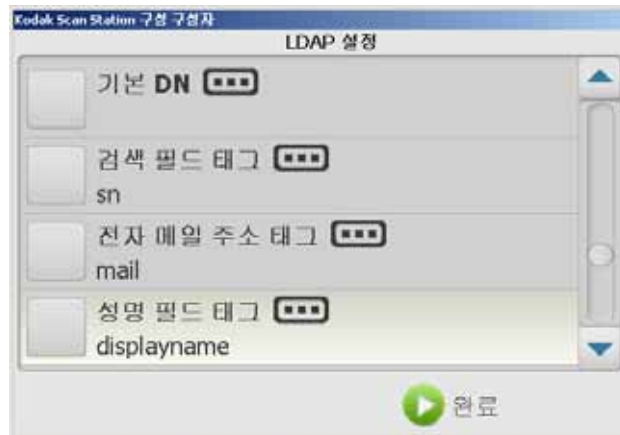 Kodak Scan Station 구성 구성자
LDAP 설정
기본 DN
검색 필드 태그
sn
전자 메일 주소 태그
mail
성명 필드 태그
displayname
완료